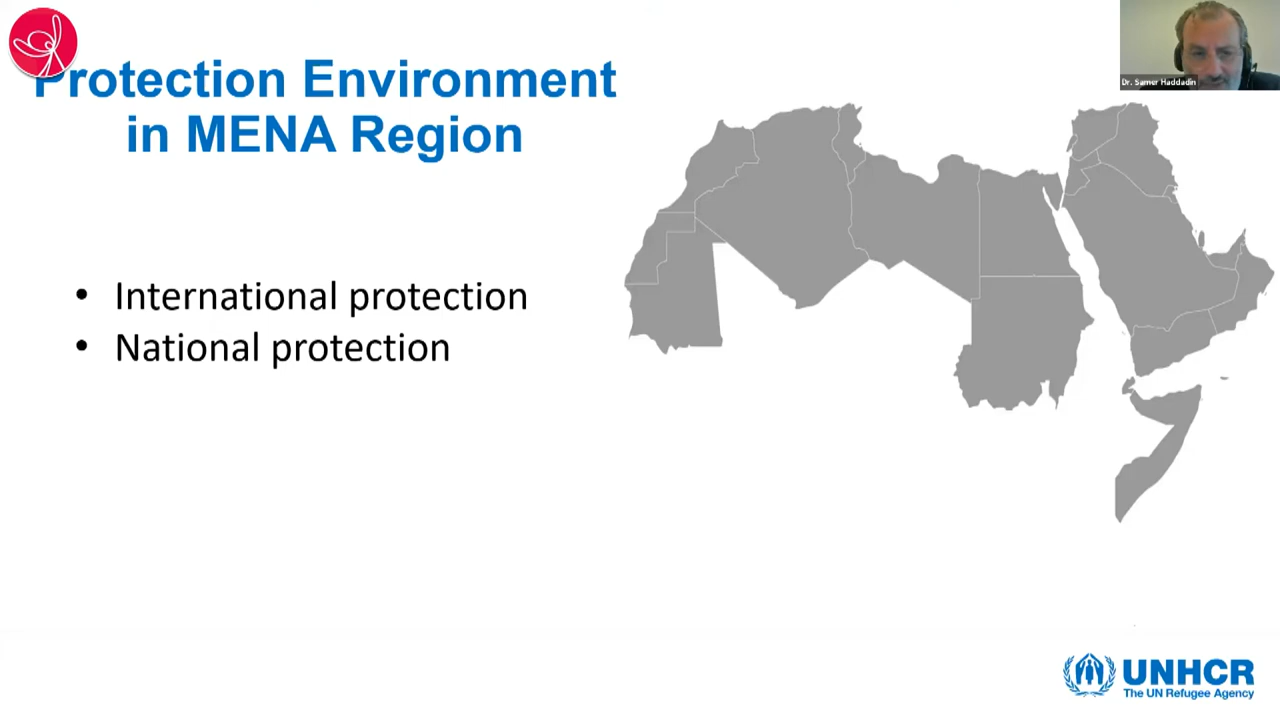 Protection Environment
in MENA Region
• International protection
• National protection
Dr. Samer Haddadin
UNHCR
The UN Refugee Agency